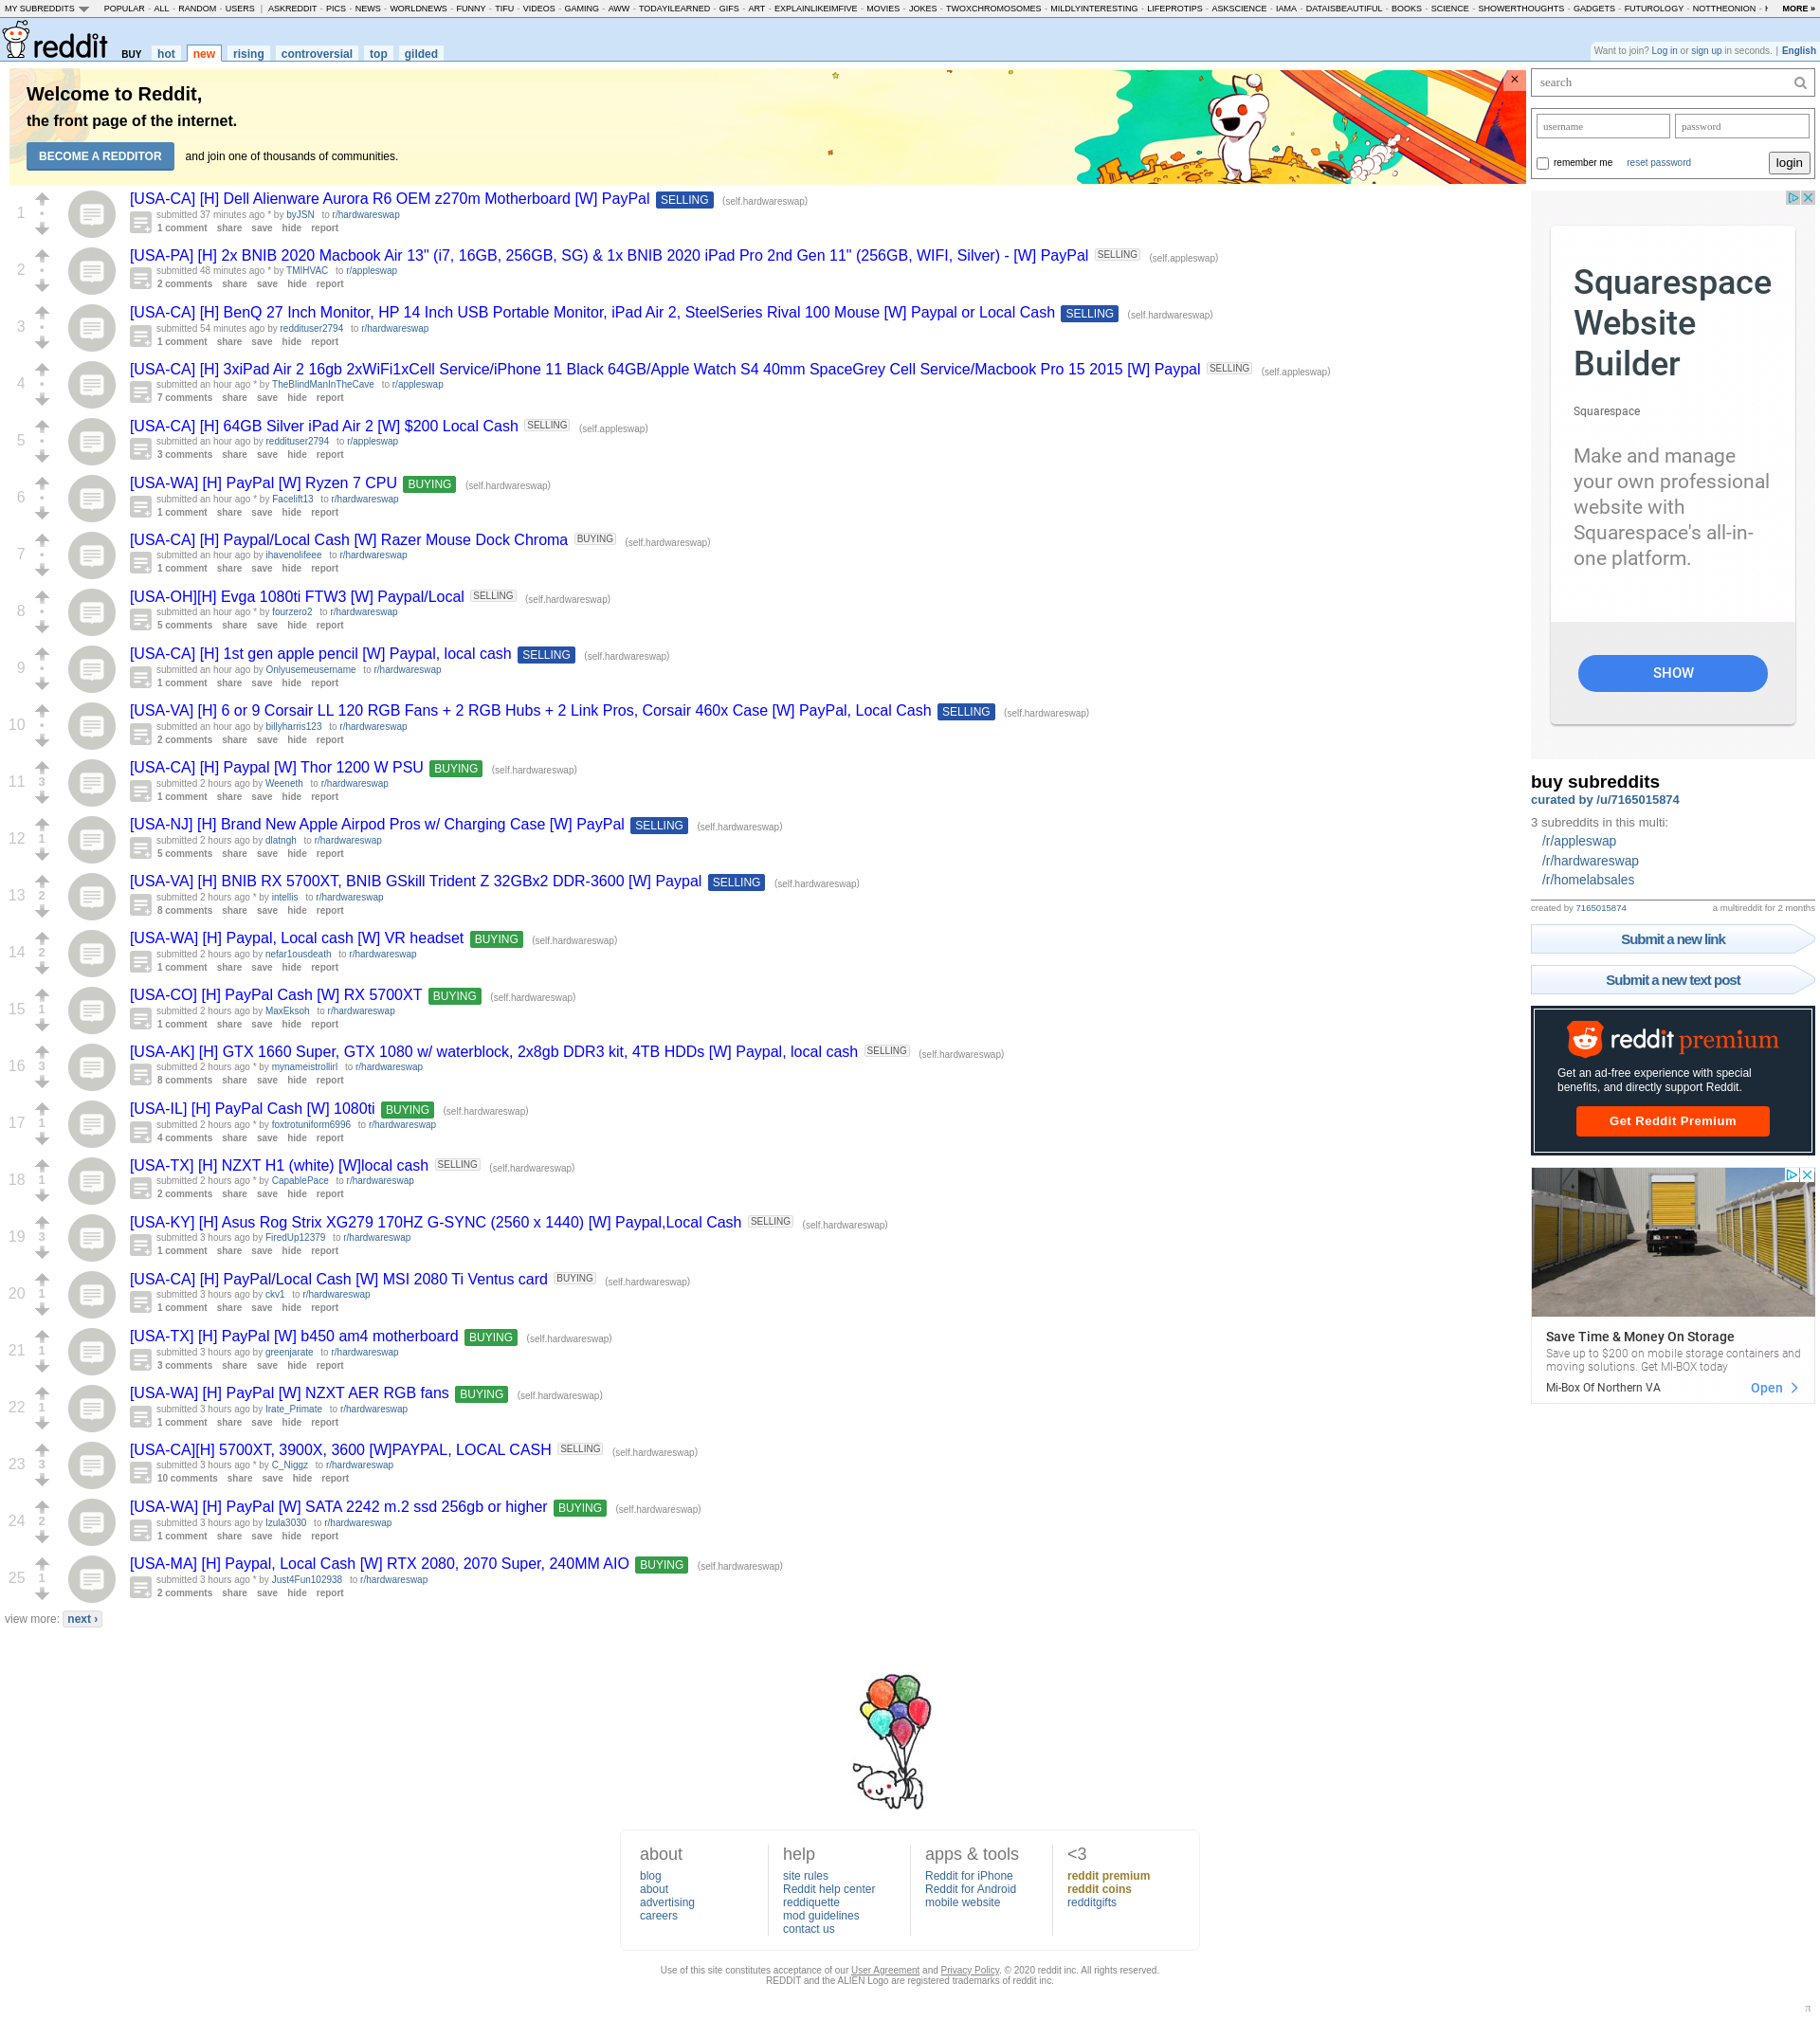 MY SUBREDDITS POPULAR - ALL - RANDOM - USERS | ASKREDDIT - PICS - NEWS - WORLDNEWS - FUNNY - TIFU - VIDEOS - GAMING - AWW - TODAYILEARNED - GIFS - ART - EXPLAINLIKEIMFIVE - MOVIES - JOKES - TWOXCHROMOSOMES - MILDLYINTERESTING - LIFEPROTIPS - ASKSCIENCE - IAMA - DATAISBEAUTIFUL - BOOKS - SCIENCE - SHOWERTHOUGHTS - GADGETS - FUTUROLOGY - NOTTHEONION - MORE »
reddit BUY hot new rising controversial top gilded
Want to join? Log in or sign up in seconds. | English
Welcome to Reddit,
the front page of the internet.
BECOME A REDDITOR and join one of thousands of communities.
×
1
[USA-CA] [H] Dell Alienware Aurora R6 OEM z270m Motherboard [W] PayPal SELLING (self.hardwareswap)
submitted 37 minutes ago * by byJSN to r/hardwareswap
1 comment share save hide report
2
[USA-PA] [H] 2x BNIB 2020 Macbook Air 13" (i7, 16GB, 256GB, SG) & 1x BNIB 2020 iPad Pro 2nd Gen 11" (256GB, WIFI, Silver) - [W] PayPal SELLING (self.appleswap)
submitted 48 minutes ago * by TMIHVAC to r/appleswap
2 comments share save hide report
3
[USA-CA] [H] BenQ 27 Inch Monitor, HP 14 Inch USB Portable Monitor, iPad Air 2, SteelSeries Rival 100 Mouse [W] Paypal or Local Cash SELLING (self.hardwareswap)
submitted 54 minutes ago by reddituser2794 to r/hardwareswap
1 comment share save hide report
4
[USA-CA] [H] 3xiPad Air 2 16gb 2xWiFi1xCell Service/iPhone 11 Black 64GB/Apple Watch S4 40mm SpaceGrey Cell Service/Macbook Pro 15 2015 [W] Paypal SELLING (self.appleswap)
submitted an hour ago * by TheBlindManInTheCave to r/appleswap
7 comments share save hide report
5
[USA-CA] [H] 64GB Silver iPad Air 2 [W] $200 Local Cash SELLING (self.appleswap)
submitted an hour ago by reddituser2794 to r/appleswap
3 comments share save hide report
6
[USA-WA] [H] PayPal [W] Ryzen 7 CPU BUYING (self.hardwareswap)
submitted an hour ago * by Facelift13 to r/hardwareswap
1 comment share save hide report
7
[USA-CA] [H] Paypal/Local Cash [W] Razer Mouse Dock Chroma BUYING (self.hardwareswap)
submitted an hour ago by ihavenolifeee to r/hardwareswap
1 comment share save hide report
8
[USA-OH][H] Evga 1080ti FTW3 [W] Paypal/Local SELLING (self.hardwareswap)
submitted an hour ago * by fourzero2 to r/hardwareswap
5 comments share save hide report
9
[USA-CA] [H] 1st gen apple pencil [W] Paypal, local cash SELLING (self.hardwareswap)
submitted an hour ago by Onlyusemeusername to r/hardwareswap
1 comment share save hide report
10
[USA-VA] [H] 6 or 9 Corsair LL 120 RGB Fans + 2 RGB Hubs + 2 Link Pros, Corsair 460x Case [W] PayPal, Local Cash SELLING (self.hardwareswap)
submitted an hour ago by billyharris123 to r/hardwareswap
2 comments share save hide report
11 3
[USA-CA] [H] Paypal [W] Thor 1200 W PSU BUYING (self.hardwareswap)
submitted 2 hours ago by Weeneth to r/hardwareswap
1 comment share save hide report
12 1
[USA-NJ] [H] Brand New Apple Airpod Pros w/ Charging Case [W] PayPal SELLING (self.hardwareswap)
submitted 2 hours ago by dlatngh to r/hardwareswap
5 comments share save hide report
13 2
[USA-VA] [H] BNIB RX 5700XT, BNIB GSkill Trident Z 32GBx2 DDR-3600 [W] Paypal SELLING (self.hardwareswap)
submitted 2 hours ago * by intellis to r/hardwareswap
8 comments share save hide report
14 2
[USA-WA] [H] Paypal, Local cash [W] VR headset BUYING (self.hardwareswap)
submitted 2 hours ago by nefar1ousdeath to r/hardwareswap
1 comment share save hide report
15 1
[USA-CO] [H] PayPal Cash [W] RX 5700XT BUYING (self.hardwareswap)
submitted 2 hours ago by MaxEksoh to r/hardwareswap
1 comment share save hide report
16 3
[USA-AK] [H] GTX 1660 Super, GTX 1080 w/ waterblock, 2x8gb DDR3 kit, 4TB HDDs [W] Paypal, local cash SELLING (self.hardwareswap)
submitted 2 hours ago * by mynameistrollirl to r/hardwareswap
8 comments share save hide report
17 1
[USA-IL] [H] PayPal Cash [W] 1080ti BUYING (self.hardwareswap)
submitted 2 hours ago * by foxtrotuniform6996 to r/hardwareswap
4 comments share save hide report
18 1
[USA-TX] [H] NZXT H1 (white) [W]local cash SELLING (self.hardwareswap)
submitted 2 hours ago * by CapablePace to r/hardwareswap
2 comments share save hide report
19 3
[USA-KY] [H] Asus Rog Strix XG279 170HZ G-SYNC (2560 x 1440) [W] Paypal,Local Cash SELLING (self.hardwareswap)
submitted 3 hours ago by FiredUp12379 to r/hardwareswap
1 comment share save hide report
20 1
[USA-CA] [H] PayPal/Local Cash [W] MSI 2080 Ti Ventus card BUYING (self.hardwareswap)
submitted 3 hours ago by ckv1 to r/hardwareswap
1 comment share save hide report
21 1
[USA-TX] [H] PayPal [W] b450 am4 motherboard BUYING (self.hardwareswap)
submitted 3 hours ago by greenjarate to r/hardwareswap
3 comments share save hide report
22 1
[USA-WA] [H] PayPal [W] NZXT AER RGB fans BUYING (self.hardwareswap)
submitted 3 hours ago by Irate_Primate to r/hardwareswap
1 comment share save hide report
23 3
[USA-CA][H] 5700XT, 3900X, 3600 [W]PAYPAL, LOCAL CASH SELLING (self.hardwareswap)
submitted 3 hours ago * by C_Niggz to r/hardwareswap
10 comments share save hide report
24 2
[USA-WA] [H] PayPal [W] SATA 2242 m.2 ssd 256gb or higher BUYING (self.hardwareswap)
submitted 3 hours ago by Izula3030 to r/hardwareswap
1 comment share save hide report
25 1
[USA-MA] [H] Paypal, Local Cash [W] RTX 2080, 2070 Super, 240MM AIO BUYING (self.hardwareswap)
submitted 3 hours ago * by Just4Fun102938 to r/hardwareswap
2 comments share save hide report
view more: next ›
search
username password
remember me reset password login
Squarespace
Website
Builder
Squarespace
Make and manage
your own professional
website with
Squarespace's all-in-
one platform.
SHOW
buy subreddits
curated by /u/7165015874
3 subreddits in this multi:
/r/appleswap
/r/hardwareswap
/r/homelabsales
created by 7165015874 a multireddit for 2 months
Submit a new link
Submit a new text post
reddit premium
Get an ad-free experience with special
benefits, and directly support Reddit.
Get Reddit Premium
Save Time & Money On Storage
Save up to $200 on mobile storage containers and
moving solutions. Get MI-BOX today
Mi-Box Of Northern VA Open
about
blog
about
advertising
careers
help
site rules
Reddit help center
reddiquette
mod guidelines
contact us
apps & tools
Reddit for iPhone
Reddit for Android
mobile website
<3
reddit premium
reddit coins
redditgifts
Use of this site constitutes acceptance of our User Agreement and Privacy Policy. © 2020 reddit inc. All rights reserved.
REDDIT and the ALIEN Logo are registered trademarks of reddit inc.
π